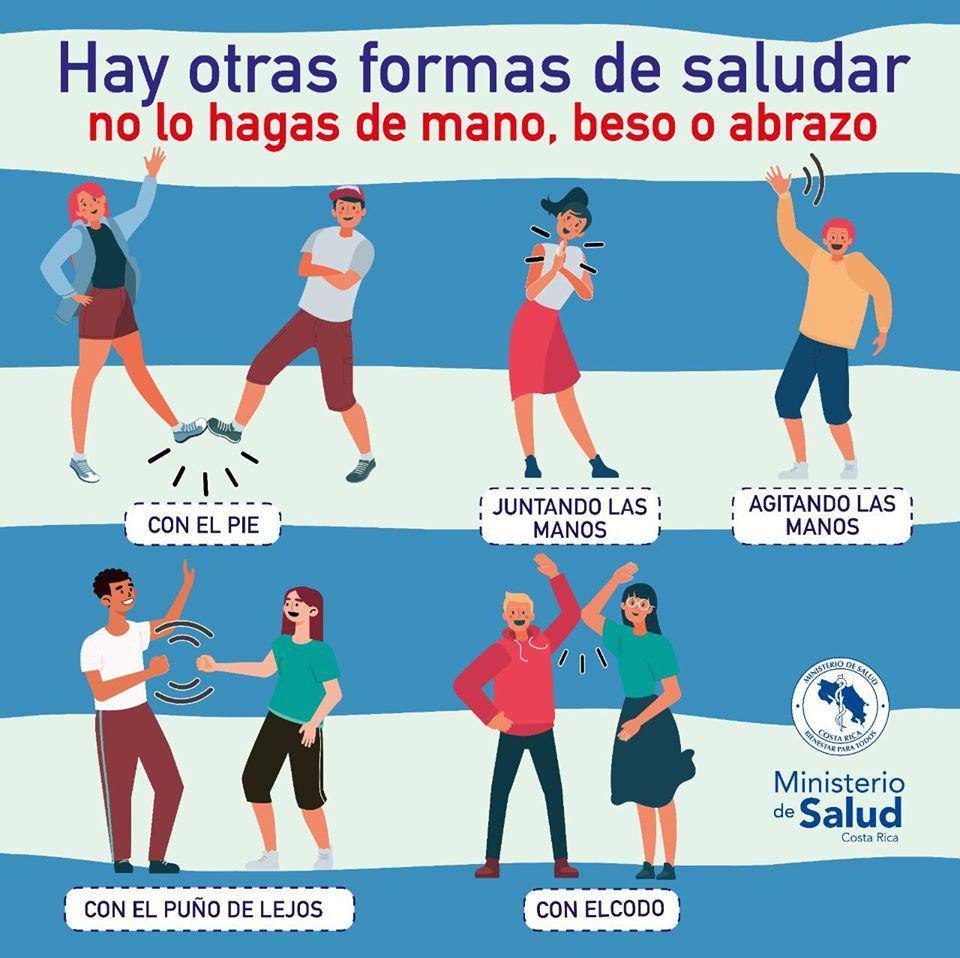 Hay otras formas de saludar
no lo hagas de mano, beso o abrazo
CON EL PIE
JUNTANDO LAS
MANOS
AGITANDO LAS
MANOS
CON EL PUÑO DE LEJOS
CON ELCODO
MINISTERIO DE SALUD
COSTA RICA
BIENESTAR PARA TODOS
Ministerio
de Salud
Costa Rica